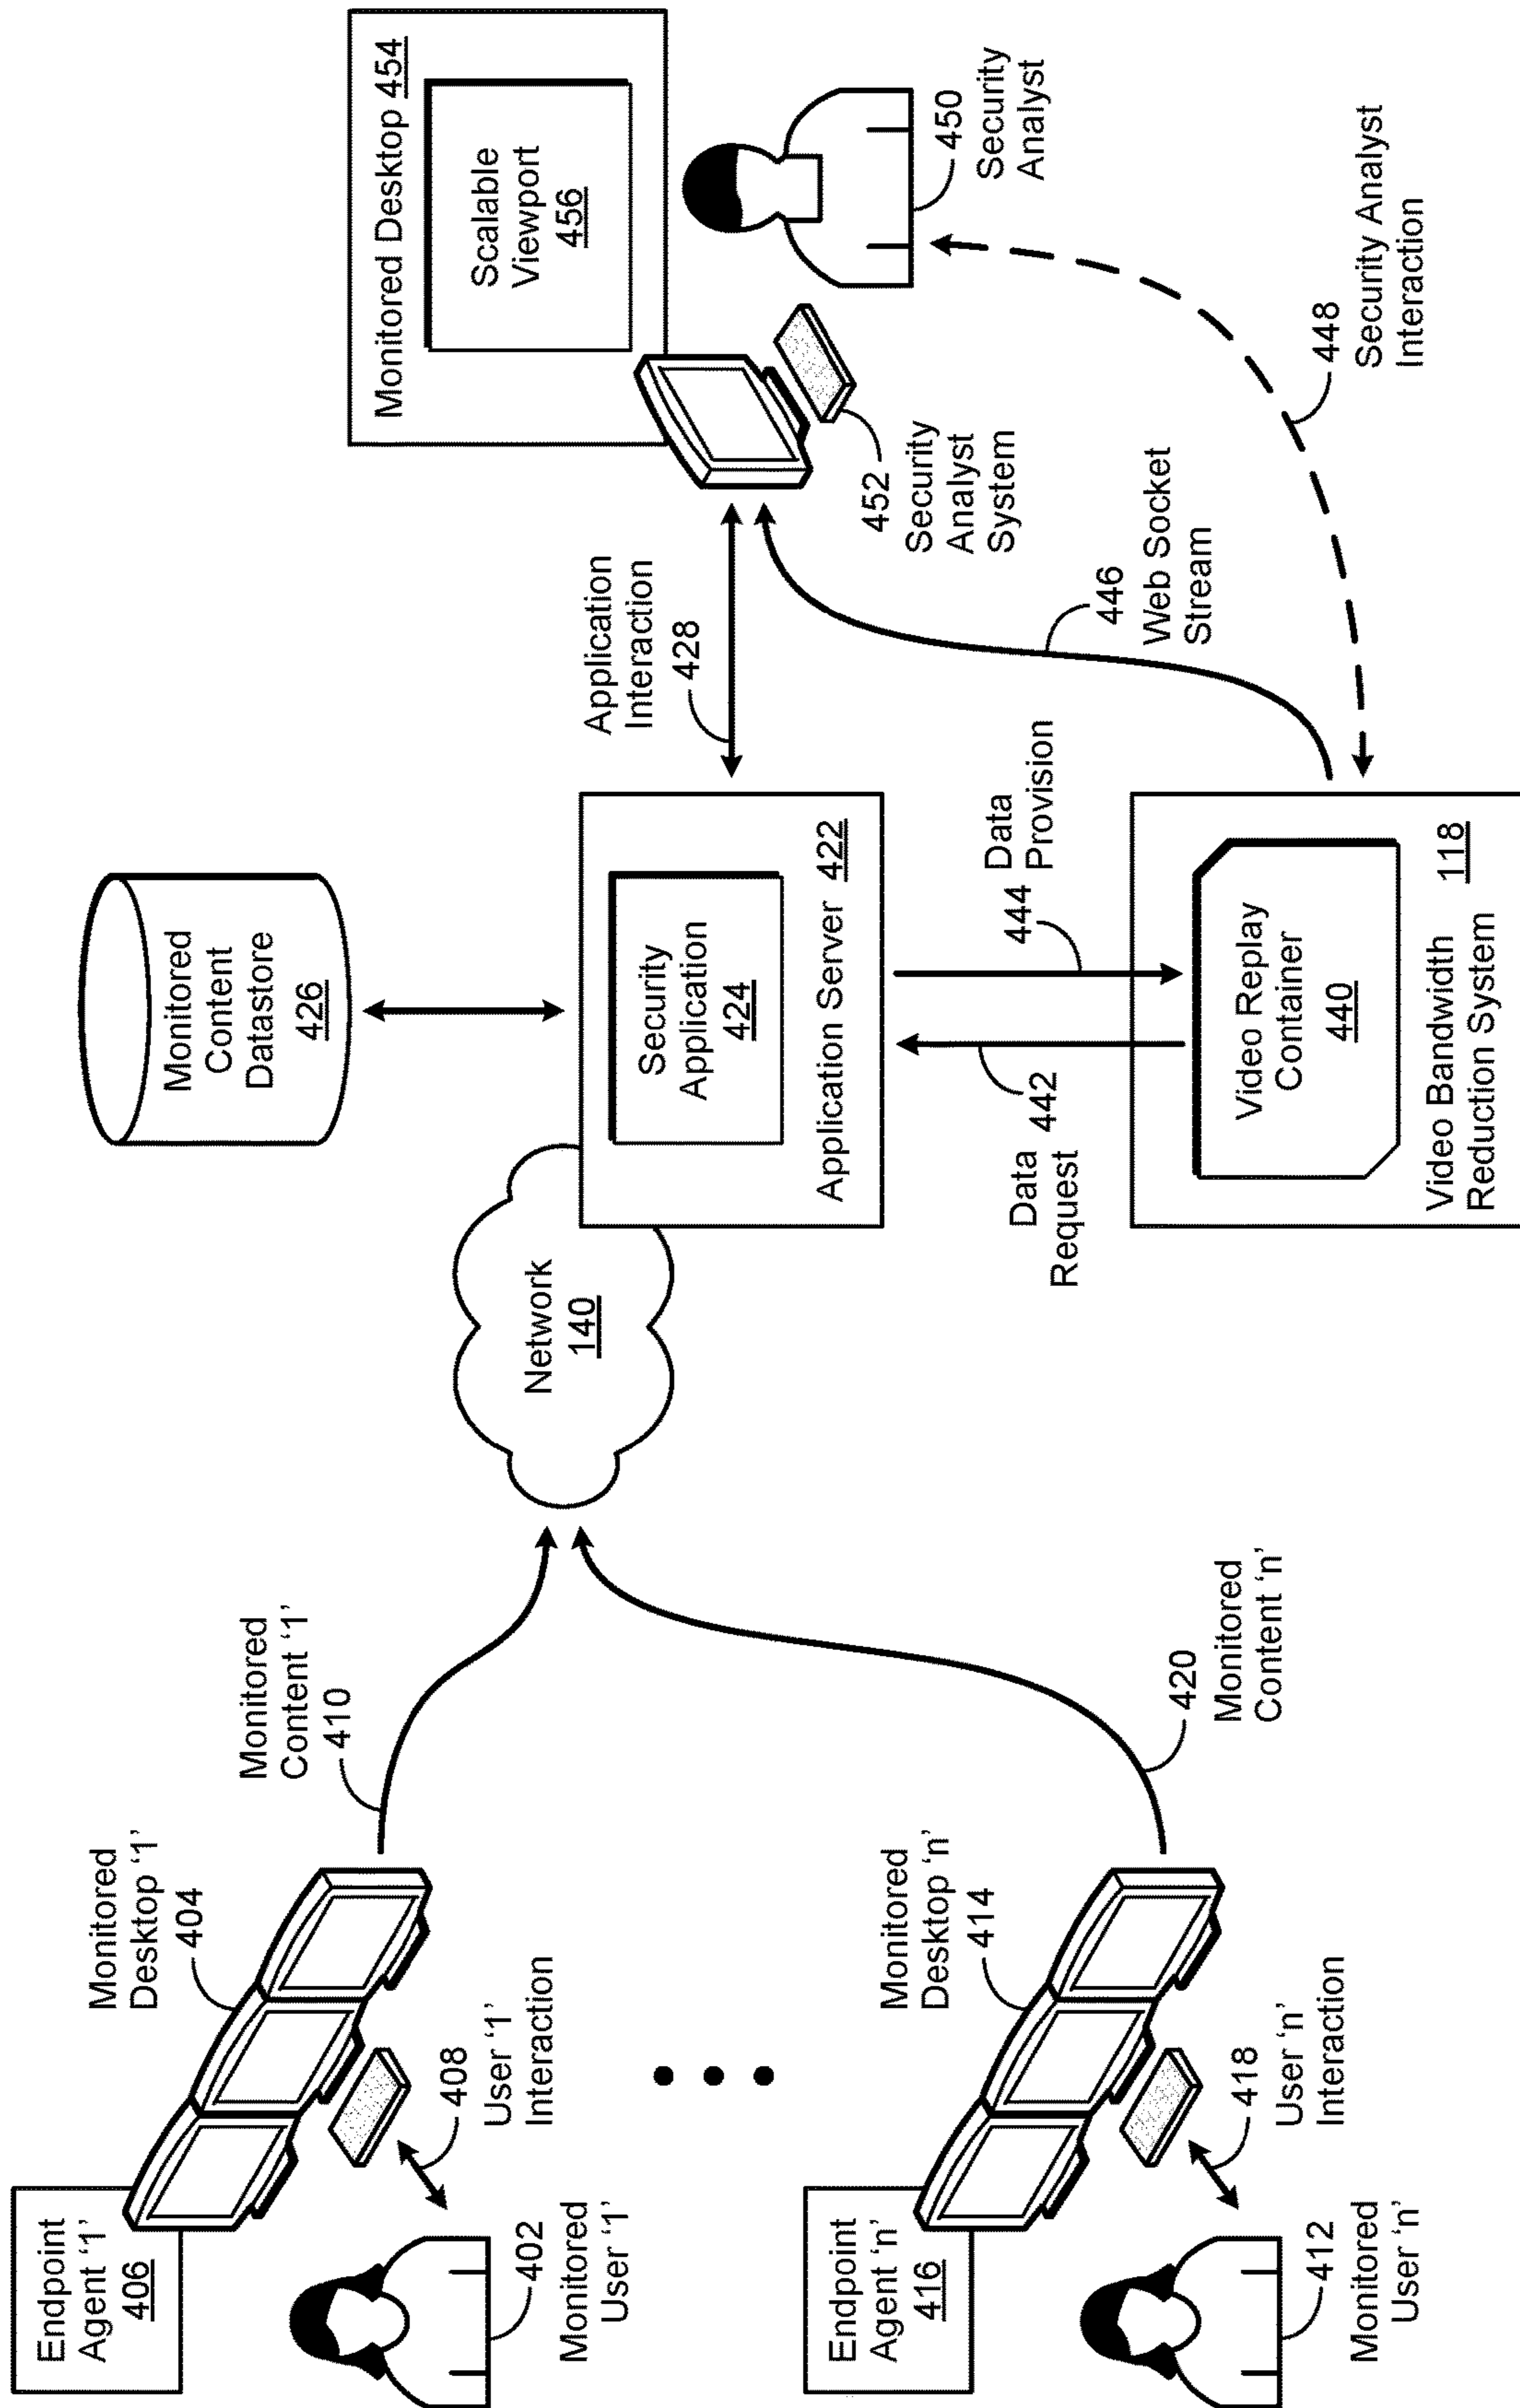 Endpoint
Agent ‘1’
406
Monitored
Desktop ‘1’
404
408
User ‘1’
Interaction
402
Monitored
User ‘1’
Monitored
Content ‘1’
410
Endpoint
Agent ‘n’
416
Monitored
Desktop ‘n’
414
418
User ‘n’
Interaction
412
Monitored
User ‘n’
420
Monitored
Content ‘n’
Network
140
Monitored
Content
Datastore
426
Security
Application
424
Application Server 422
Data
Request
442
444
Data
Provision
Video Replay
Container
440
Video Bandwidth
Reduction System
118
Application
Interaction
428
446
Web Socket
Stream
448
Security Analyst
Interaction
Monitored Desktop 454
Scalable
Viewport
456
452
Security
Analyst
System
450
Security
Analyst